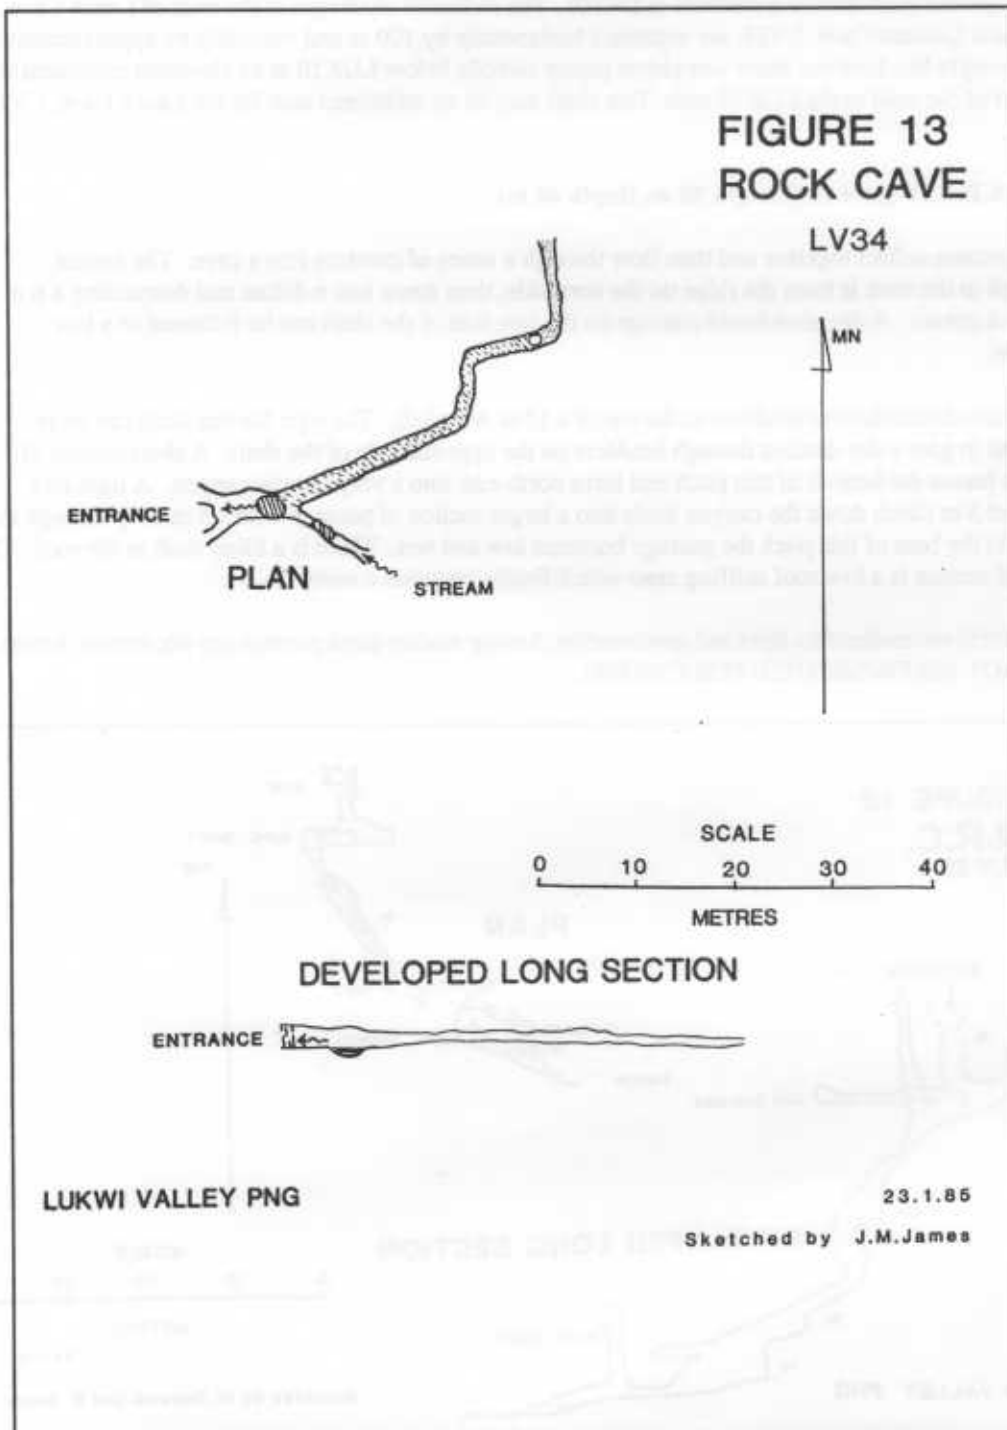 FIGURE 13
ROCK CAVE
LV34
MN
ENTRANCE
PLAN
STREAM
SCALE
0 10 20 30 40
METRES
DEVELOPED LONG SECTION
ENTRANCE
LUKWI VALLEY PNG
23.1.85
Sketched by J.M.James